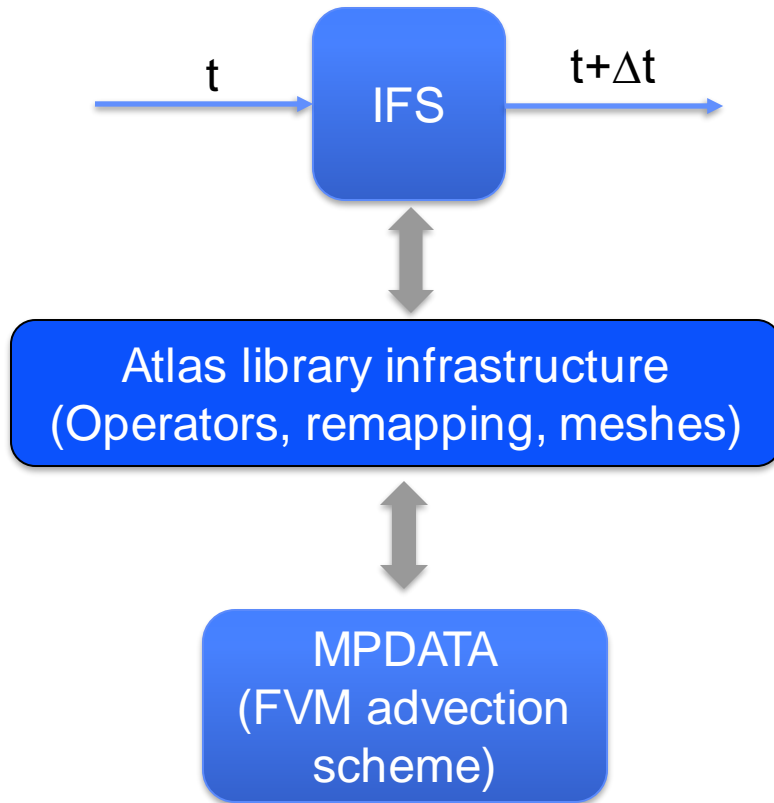 t
IFS
t+Δt
Atlas library infrastructure
(Operators, remapping, meshes)
MPDATA
(FVM advection
scheme)